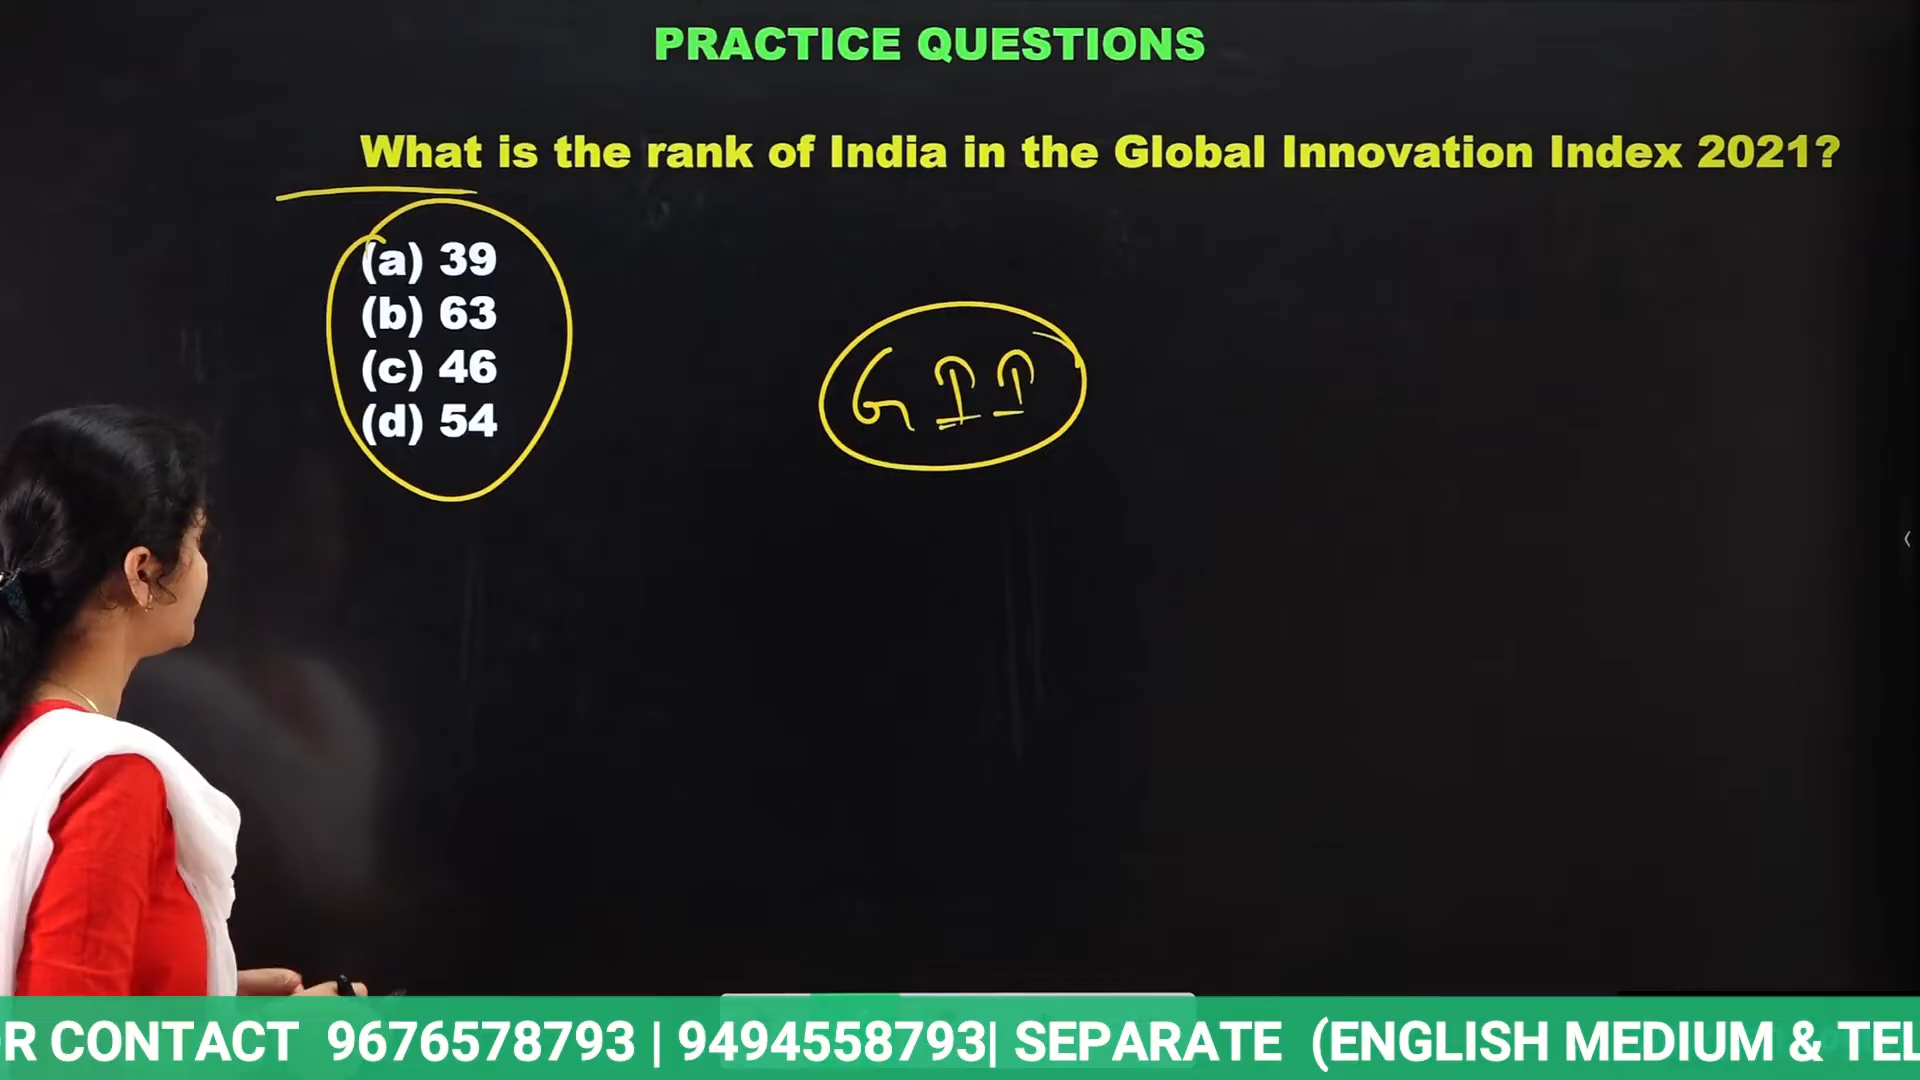 PRACTICE QUESTIONS
What is the rank of India in the Global Innovation Index 2021?
(a) 39
(b) 63
(c) 46
(d) 54
GII
R CONTACT 9676578793 | 9494558793| SEPARATE (ENGLISH MEDIUM & TEL